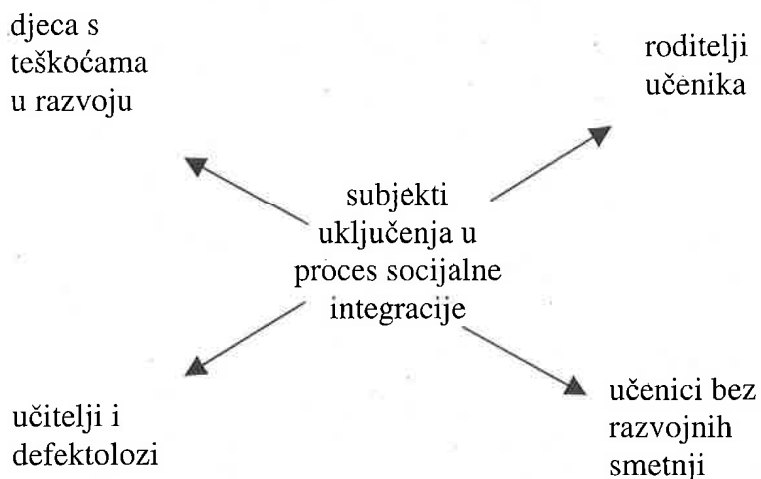 djeca s
teškoćama
u razvoju
roditelji
učenika
subjekti
uključenja u
proces socijalne
integracije
učitelji i
defektolozi
učenici bez
razvojnih
smetnji